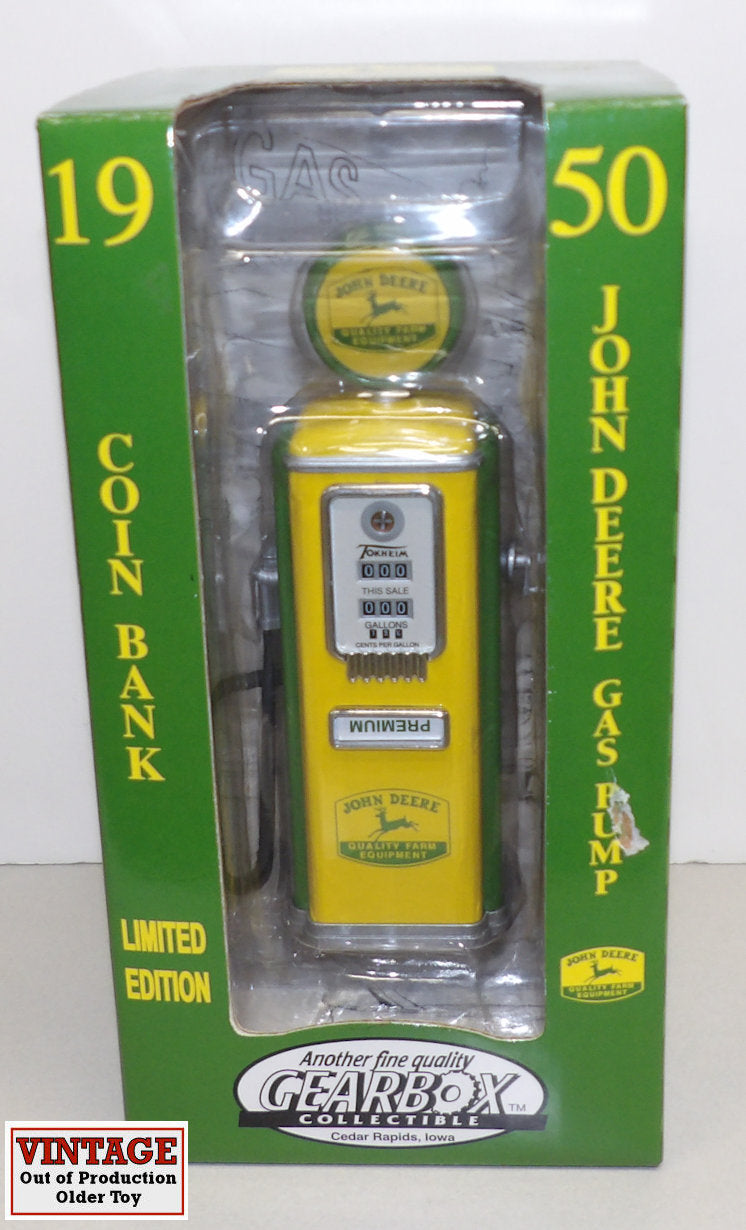 19
50
GAS
COIN BANK
LIMITED
EDITION
JOHN DEERE
QUALITY FARM
EQUIPMENT
TOKHEIM
000
THIS SALE
000
GALLONS
CENTS PER GALLON
PREMIUM
JOHN DEERE
QUALITY FARM
EQUIPMENT
JOHN DEERE GAS PUMP
JOHN DEERE
QUALITY FARM
EQUIPMENT
Another fine quality
GEARBOX™
COLLECTIBLE
Cedar Rapids, Iowa
VINTAGE
Out of Production
Older Toy